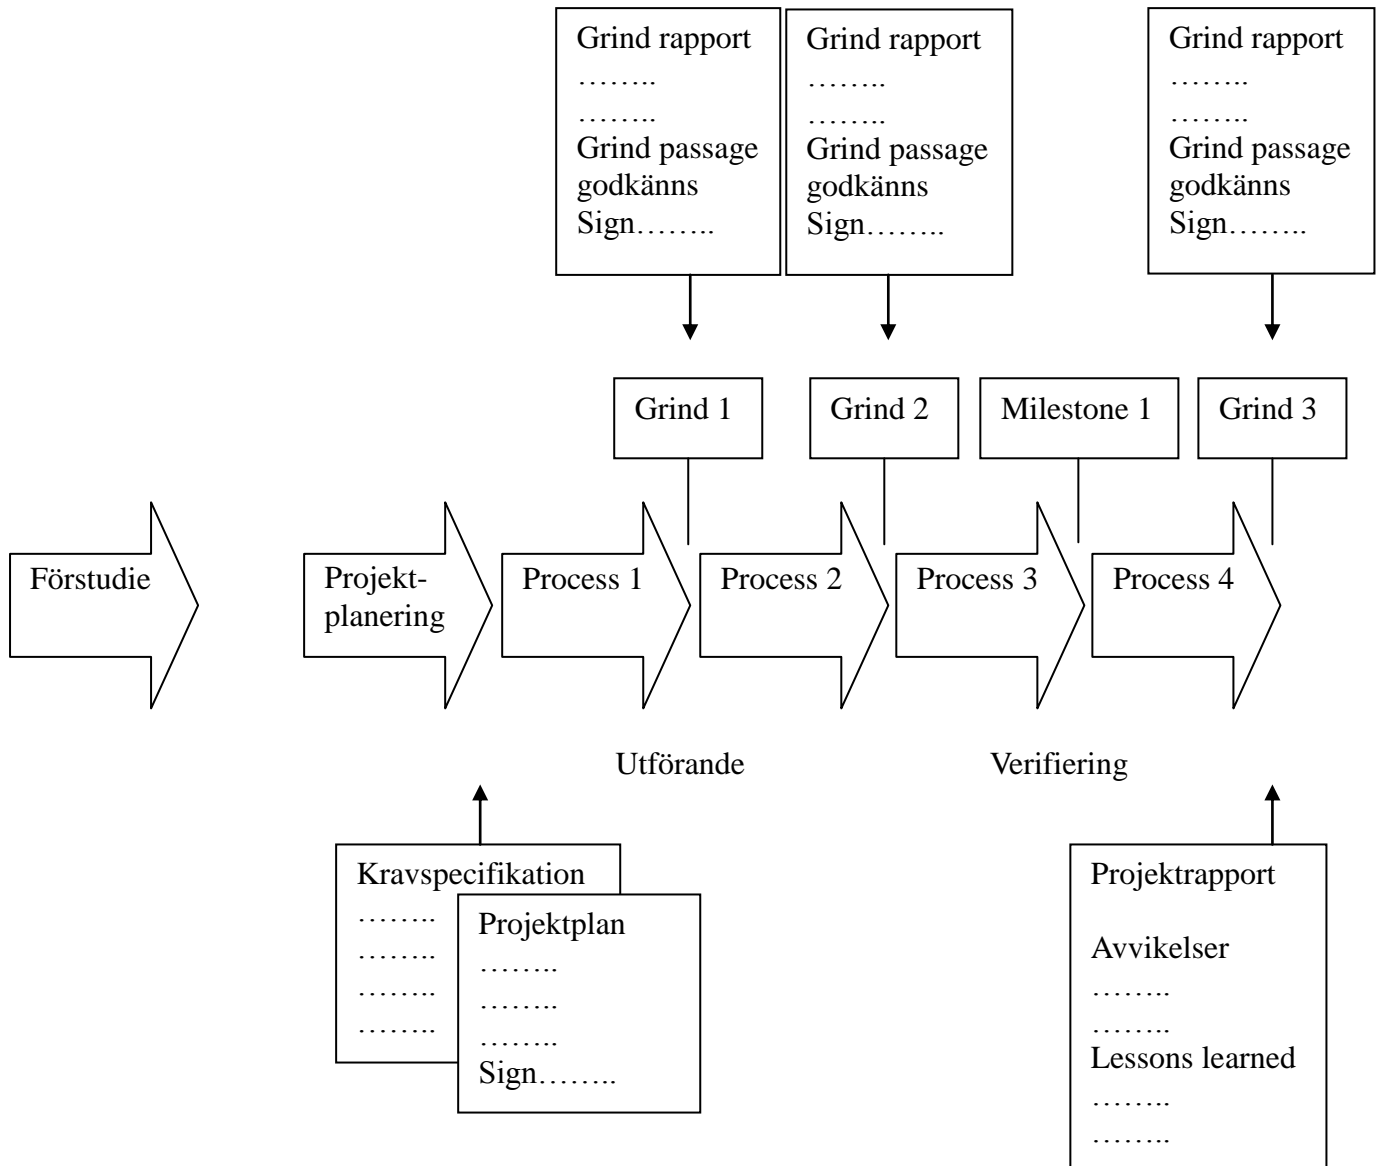 Grind rapport
……..
……..
Grind passage
godkänns
Sign……..
Grind rapport
……..
……..
Grind passage
godkänns
Sign……..
Grind rapport
……..
……..
Grind passage
godkänns
Sign……..
Grind 1
Grind 2
Milestone 1
Grind 3
Förstudie
Projekt-
planering
Process 1
Process 2
Process 3
Process 4
Utförande
Verifiering
Kravspecifikation
……..
……..
……..
……..
Projektplan
……..
……..
……..
Sign……..
Projektrapport
Avvikelser
……..
……..
Lessons learned
……..
……..